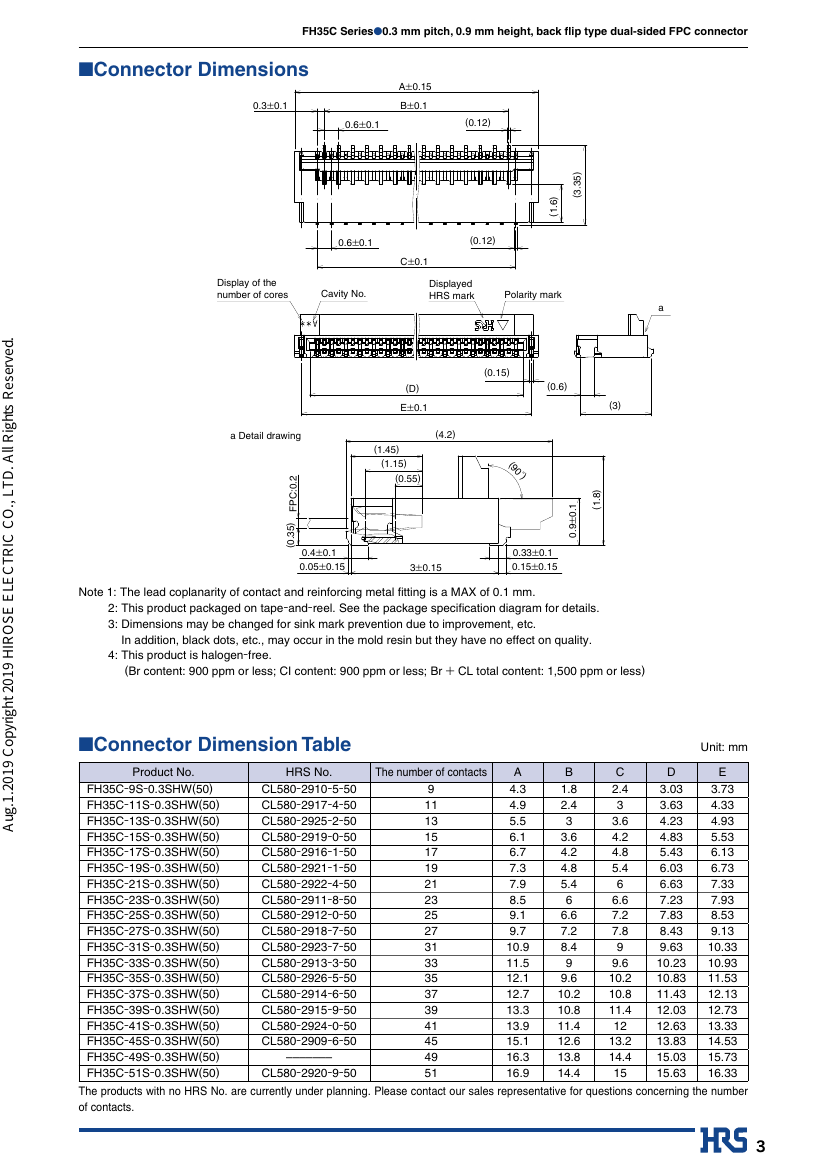 FH35C Series●0.3 mm pitch, 0.9 mm height, back flip type dual-sided FPC connector
■Connector Dimensions
A±0.15
0.3±0.1
B±0.1
0.6±0.1
(0.12)
(3.35)
(1.6)
0.6±0.1
(0.12)
C±0.1
Display of the
number of cores
Cavity No.
Displayed
HRS mark
Polarity mark
a
**
HRS
(0.15)
(D)
(0.6)
E±0.1
(3)
a Detail drawing
(4.2)
(1.45)
(1.15)
(0.55)
(90°)
FPC:0.2
(0.35)
0.9±0.1
(1.8)
0.4±0.1
0.33±0.1
0.05±0.15
3±0.15
0.15±0.15
Note 1: The lead coplanarity of contact and reinforcing metal fitting is a MAX of 0.1 mm.
2: This product packaged on tape-and-reel. See the package specification diagram for details.
3: Dimensions may be changed for sink mark prevention due to improvement, etc.
In addition, black dots, etc., may occur in the mold resin but they have no effect on quality.
4: This product is halogen-free.
(Br content: 900 ppm or less; CI content: 900 ppm or less; Br + CL total content: 1,500 ppm or less)
■Connector Dimension Table
Unit: mm
Product No. HRS No. The number of contacts A B C D E
FH35C-9S-0.3SHW(50) CL580-2910-5-50 9 4.3 1.8 2.4 3.03 3.73
FH35C-11S-0.3SHW(50) CL580-2917-4-50 11 4.9 2.4 3 3.63 4.33
FH35C-13S-0.3SHW(50) CL580-2925-2-50 13 5.5 3 3.6 4.23 4.93
FH35C-15S-0.3SHW(50) CL580-2919-0-50 15 6.1 3.6 4.2 4.83 5.53
FH35C-17S-0.3SHW(50) CL580-2916-1-50 17 6.7 4.2 4.8 5.43 6.13
FH35C-19S-0.3SHW(50) CL580-2921-1-50 19 7.3 4.8 5.4 6.03 6.73
FH35C-21S-0.3SHW(50) CL580-2922-4-50 21 7.9 5.4 6 6.63 7.33
FH35C-23S-0.3SHW(50) CL580-2911-8-50 23 8.5 6 6.6 7.23 7.93
FH35C-25S-0.3SHW(50) CL580-2912-0-50 25 9.1 6.6 7.2 7.83 8.53
FH35C-27S-0.3SHW(50) CL580-2918-7-50 27 9.7 7.2 7.8 8.43 9.13
FH35C-31S-0.3SHW(50) CL580-2923-7-50 31 10.9 8.4 9 9.63 10.33
FH35C-33S-0.3SHW(50) CL580-2913-3-50 33 11.5 9 9.6 10.23 10.93
FH35C-35S-0.3SHW(50) CL580-2926-5-50 35 12.1 9.6 10.2 10.83 11.53
FH35C-37S-0.3SHW(50) CL580-2914-6-50 37 12.7 10.2 10.8 11.43 12.13
FH35C-39S-0.3SHW(50) CL580-2915-9-50 39 13.3 10.8 11.4 12.03 12.73
FH35C-41S-0.3SHW(50) CL580-2924-0-50 41 13.9 11.4 12 12.63 13.33
FH35C-45S-0.3SHW(50) CL580-2909-6-50 45 15.1 12.6 13.2 13.83 14.53
FH35C-49S-0.3SHW(50) ——— 49 16.3 13.8 14.4 15.03 15.73
FH35C-51S-0.3SHW(50) CL580-2920-9-50 51 16.9 14.4 15 15.63 16.33
The products with no HRS No. are currently under planning. Please contact our sales representative for questions concerning the number
of contacts.
HRS 3
Aug.1.2019 Copyright 2019 HIROSE ELECTRIC CO., LTD. All Rights Reserved.